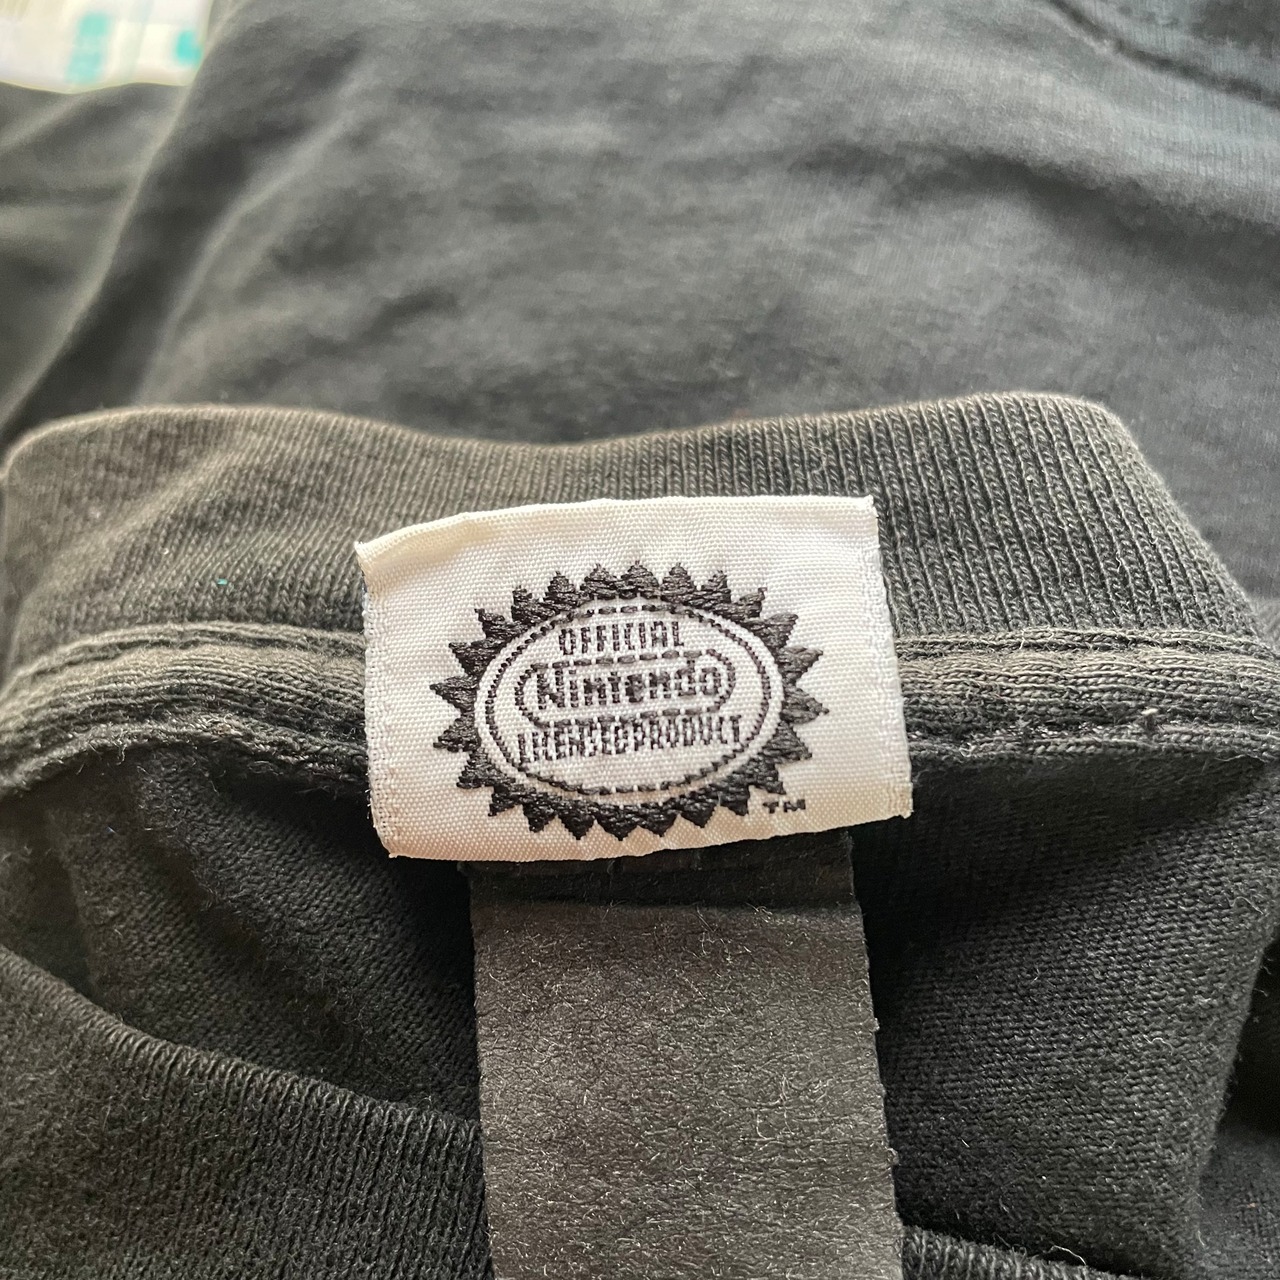 OFFICIAL
Nintendo
LICENSED PRODUCT
TM